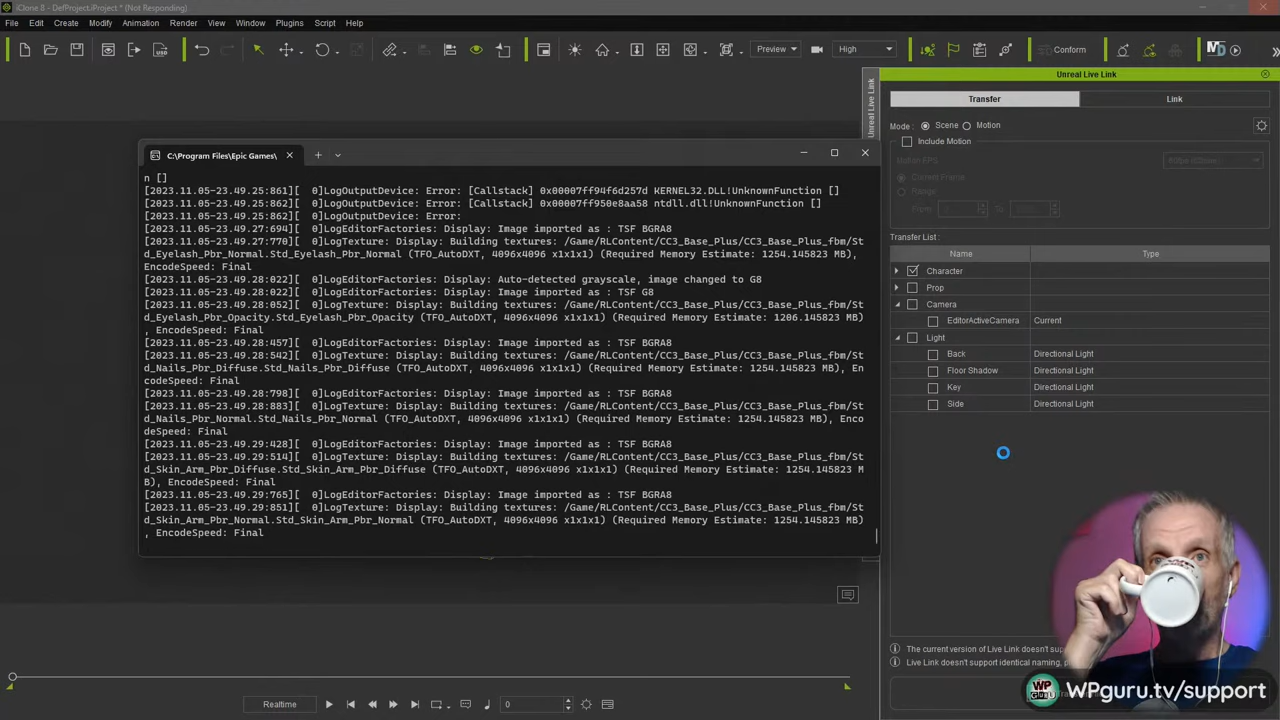 iClone 8 - DefProject.iProject * (Not Responding)
File Edit Create Modify Animation Render Window Plugins Script Help
Preview High Conform
Unreal Live Link
Unreal Live Link
Transfer Link
Mode : Scene Motion
Include Motion
Motion FPS
Current Frame
Range
From: To
Transfer List :
Name Type
Character
Prop
Camera
EditorActiveCamera Current
Light
Back Directional Light
Floor Shadow Directional Light
Key Directional Light
Side Directional Light
The current version of Live Link doesn't
Live Link doesn't support identical naming,
C:\Program Files\Epic Games\
n []
[2023.11.05-23.49.25:861][ 0]LogOutputDevice: Error: [Callstack] 0x00007ff94f6d257d KERNEL32.DLL!UnknownFunction []
[2023.11.05-23.49.25:862][ 0]LogOutputDevice: Error: [Callstack] 0x00007ff950e8aa58 ntdll.dll!UnknownFunction []
[2023.11.05-23.49.25:862][ 0]LogOutputDevice: Error:
[2023.11.05-23.49.27:694][ 0]LogEditorFactories: Display: Image imported as : TSF BGRA8
[2023.11.05-23.49.27:770][ 0]LogTexture: Display: Building textures: /Game/RLContent/CC3_Base_Plus/CC3_Base_Plus_fbm/St
d_Eyelash_Pbr_Normal.Std_Eyelash_Pbr_Normal (TFO_AutoDXT, 4096x4096 x1x1x1) (Required Memory Estimate: 1254.145823 MB),
EncodeSpeed: Final
[2023.11.05-23.49.28:022][ 0]LogEditorFactories: Display: Auto-detected grayscale, image changed to G8
[2023.11.05-23.49.28:022][ 0]LogEditorFactories: Display: Image imported as : TSF G8
[2023.11.05-23.49.28:052][ 0]LogTexture: Display: Building textures: /Game/RLContent/CC3_Base_Plus/CC3_Base_Plus_fbm/St
d_Eyelash_Pbr_Opacity.Std_Eyelash_Pbr_Opacity (TFO_AutoDXT, 4096x4096 x1x1x1) (Required Memory Estimate: 1206.145823 MB)
, EncodeSpeed: Final
[2023.11.05-23.49.28:457][ 0]LogEditorFactories: Display: Image imported as : TSF BGRA8
[2023.11.05-23.49.28:542][ 0]LogTexture: Display: Building textures: /Game/RLContent/CC3_Base_Plus/CC3_Base_Plus_fbm/St
d_Nails_Pbr_Diffuse.Std_Nails_Pbr_Diffuse (TFO_AutoDXT, 4096x4096 x1x1x1) (Required Memory Estimate: 1254.145823 MB), En
codeSpeed: Final
[2023.11.05-23.49.28:798][ 0]LogEditorFactories: Display: Image imported as : TSF BGRA8
[2023.11.05-23.49.28:883][ 0]LogTexture: Display: Building textures: /Game/RLContent/CC3_Base_Plus/CC3_Base_Plus_fbm/St
d_Nails_Pbr_Normal.Std_Nails_Pbr_Normal (TFO_AutoDXT, 4096x4096 x1x1x1) (Required Memory Estimate: 1254.145823 MB), Enco
deSpeed: Final
[2023.11.05-23.49.29:428][ 0]LogEditorFactories: Display: Image imported as : TSF BGRA8
[2023.11.05-23.49.29:514][ 0]LogTexture: Display: Building textures: /Game/RLContent/CC3_Base_Plus/CC3_Base_Plus_fbm/St
d_Skin_Arm_Pbr_Diffuse.Std_Skin_Arm_Pbr_Diffuse (TFO_AutoDXT, 4096x4096 x1x1x1) (Required Memory Estimate: 1254.145823 M
B), EncodeSpeed: Final
[2023.11.05-23.49.29:765][ 0]LogEditorFactories: Display: Image imported as : TSF BGRA8
[2023.11.05-23.49.29:851][ 0]LogTexture: Display: Building textures: /Game/RLContent/CC3_Base_Plus/CC3_Base_Plus_fbm/St
d_Skin_Arm_Pbr_Normal.Std_Skin_Arm_Pbr_Normal (TFO_AutoDXT, 4096x4096 x1x1x1) (Required Memory Estimate: 1254.145823 MB)
, EncodeSpeed: Final
Realtime 0
WP GURU WPguru.tv/support